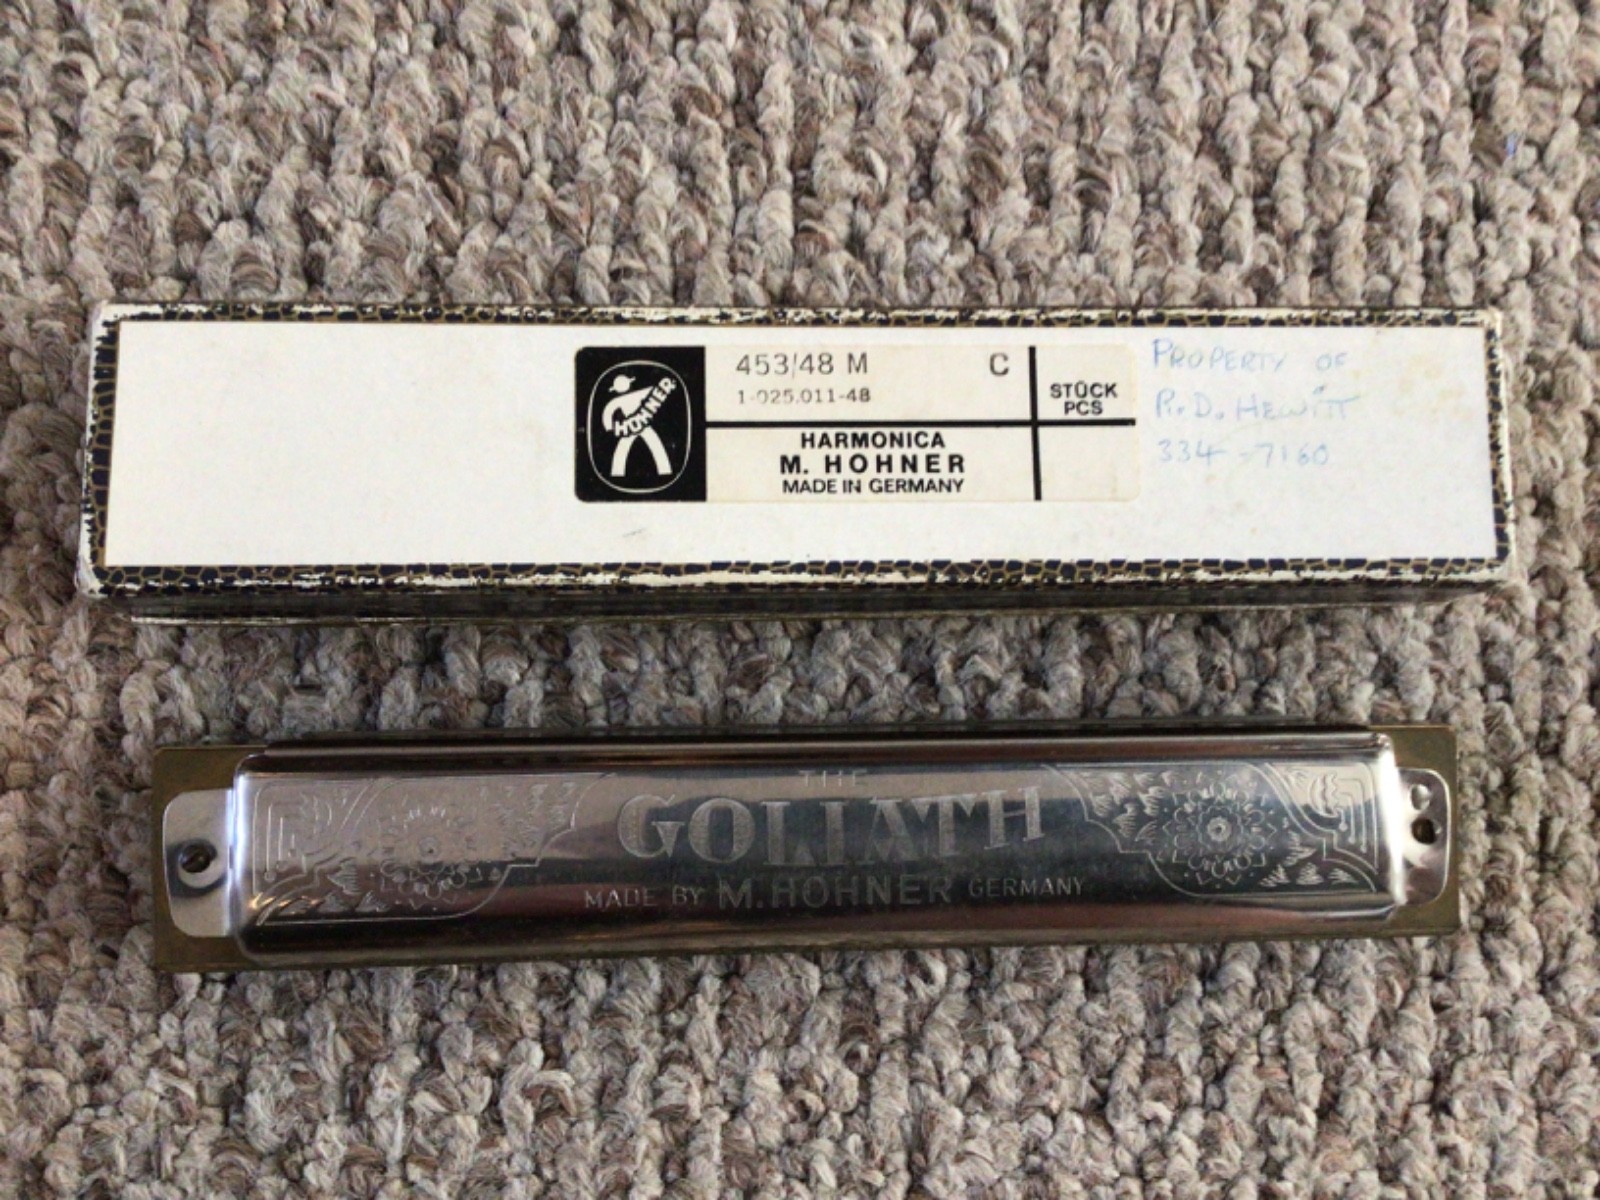 453/48 M C
1-025.011-48
STÜCK
PCS
HOHNER
HARMONICA
M. HOHNER
MADE IN GERMANY
PROPERTY OF
R.D. HEWITT
334-7160
THE
GOLIATH
MADE BY M. HOHNER GERMANY